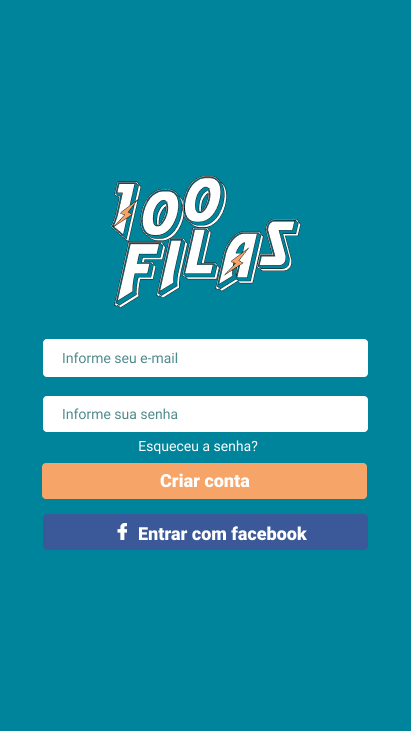 100
FILAS
Informe seu e-mail
Informe sua senha
Esqueceu a senha?
Criar conta
f Entrar com facebook